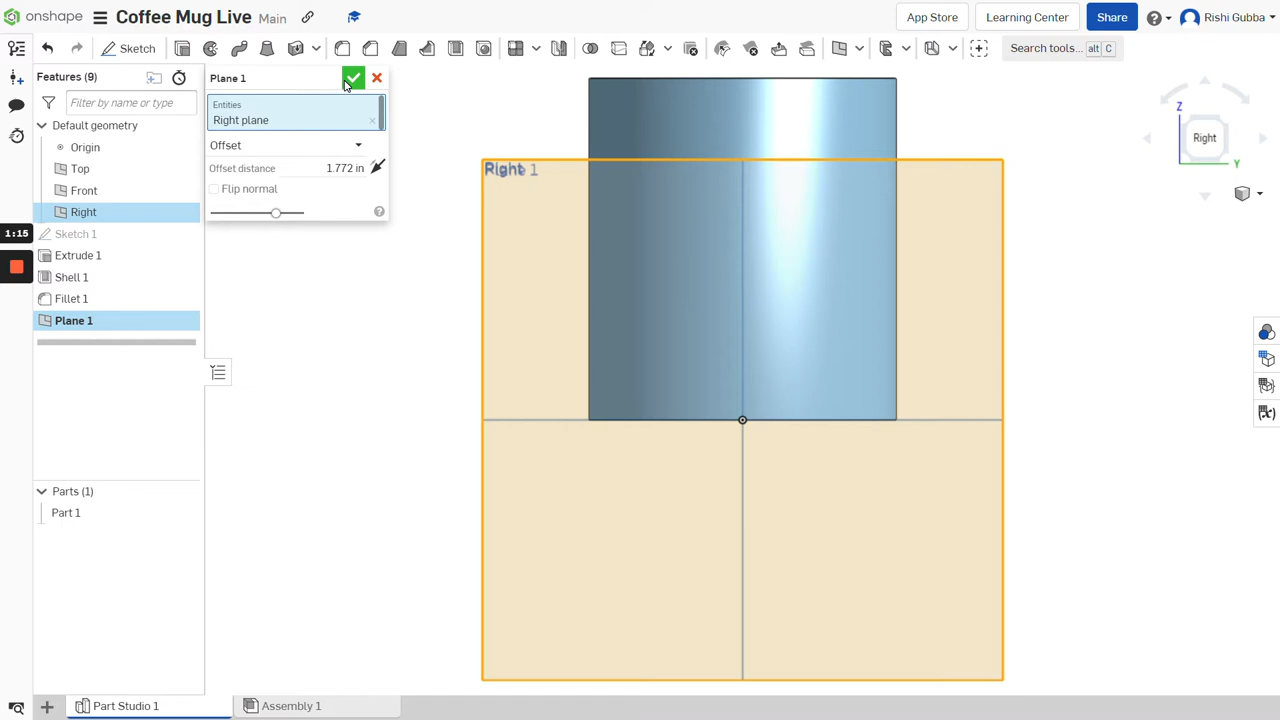 onshape Coffee Mug Live Main App Store Learning Center Share Rishi Gubba
Sketch Search tools... alt C
Features (9)
Filter by name or type
Default geometry
Origin
Top
Front
Right
Sketch 1
Extrude 1
Shell 1
Fillet 1
Plane 1
1:15
Plane 1
Entities
Right plane
Offset
Offset distance 1.772 in
Flip normal
Z
Right
Y
Parts (1)
Part 1
Part Studio 1 Assembly 1